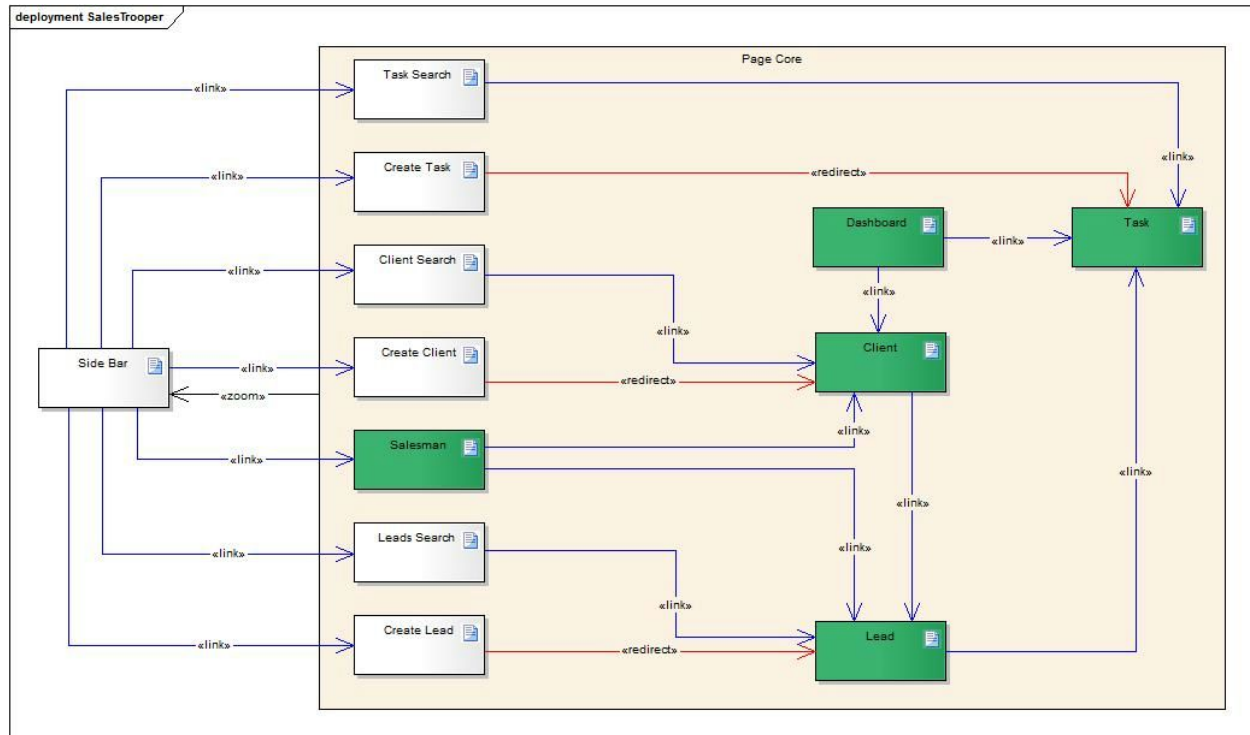 deployment SalesTrooper
Page Core
Task Search
«link»
«link»
Create Task
«redirect»
«link»
Dashboard
Task
«link»
Client Search
«link»
«link»
«link»
Client
Create Client
Side Bar
«link»
«redirect»
«zoom»
Salesman
«link»
«link»
«link»
«link»
Leads Search
«link»
«link»
Create Lead
Lead
«link»
«redirect»